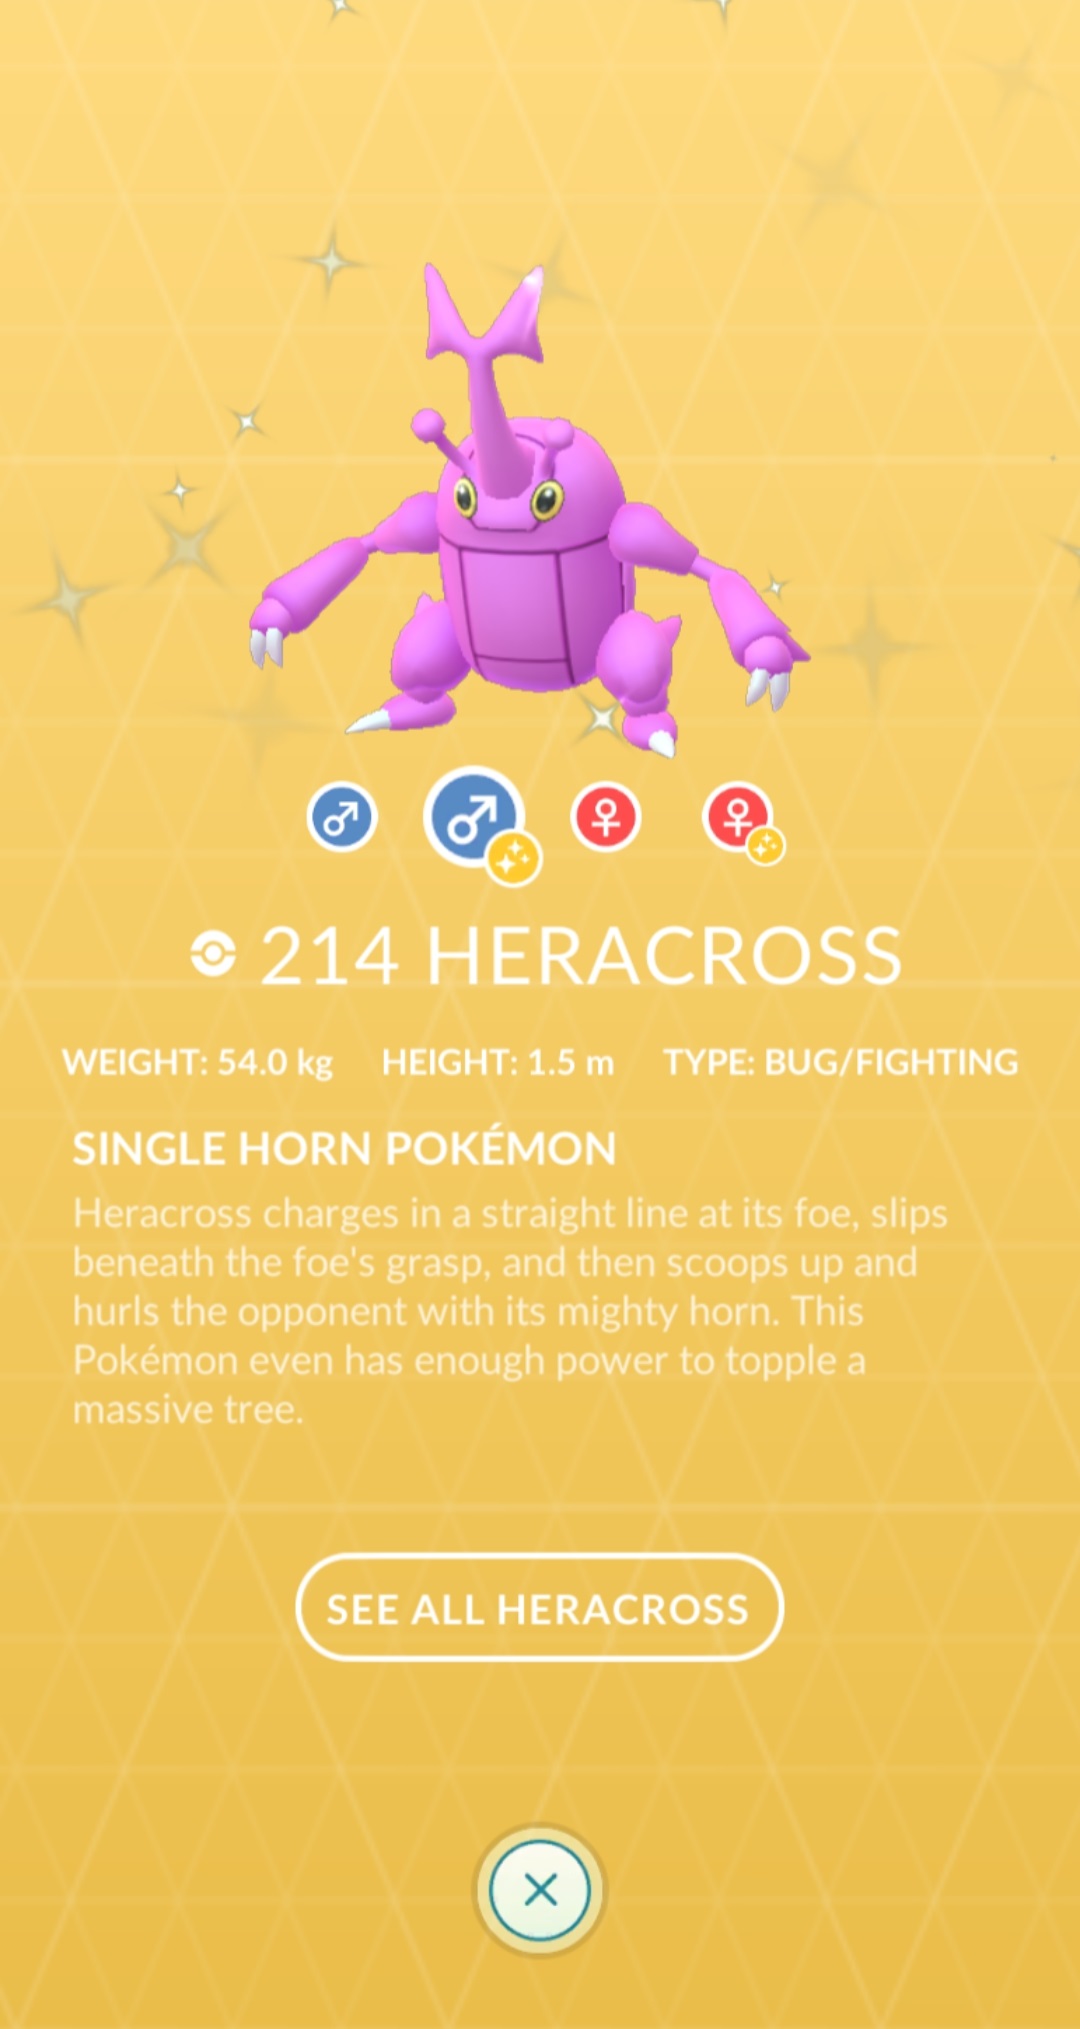 214 HERACROSS
WEIGHT: 54.0 kg HEIGHT: 1.5 m TYPE: BUG/FIGHTING
SINGLE HORN POKÉMON
Heracross charges in a straight line at its foe, slips
beneath the foe's grasp, and then scoops up and
hurls the opponent with its mighty horn. This
Pokémon even has enough power to topple a
massive tree.
SEE ALL HERACROSS